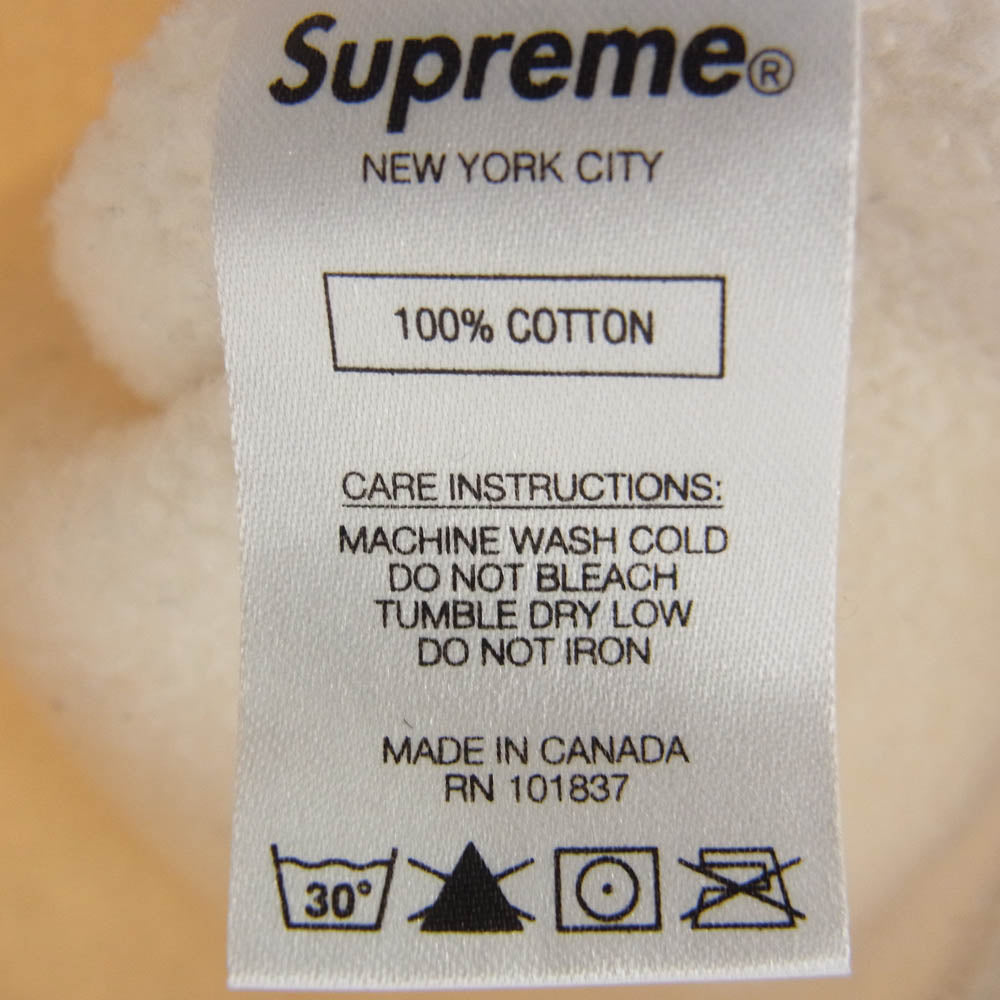 Supreme®
NEW YORK CITY
100% COTTON
CARE INSTRUCTIONS:
MACHINE WASH COLD
DO NOT BLEACH
TUMBLE DRY LOW
DO NOT IRON
MADE IN CANADA
RN 101837
30°